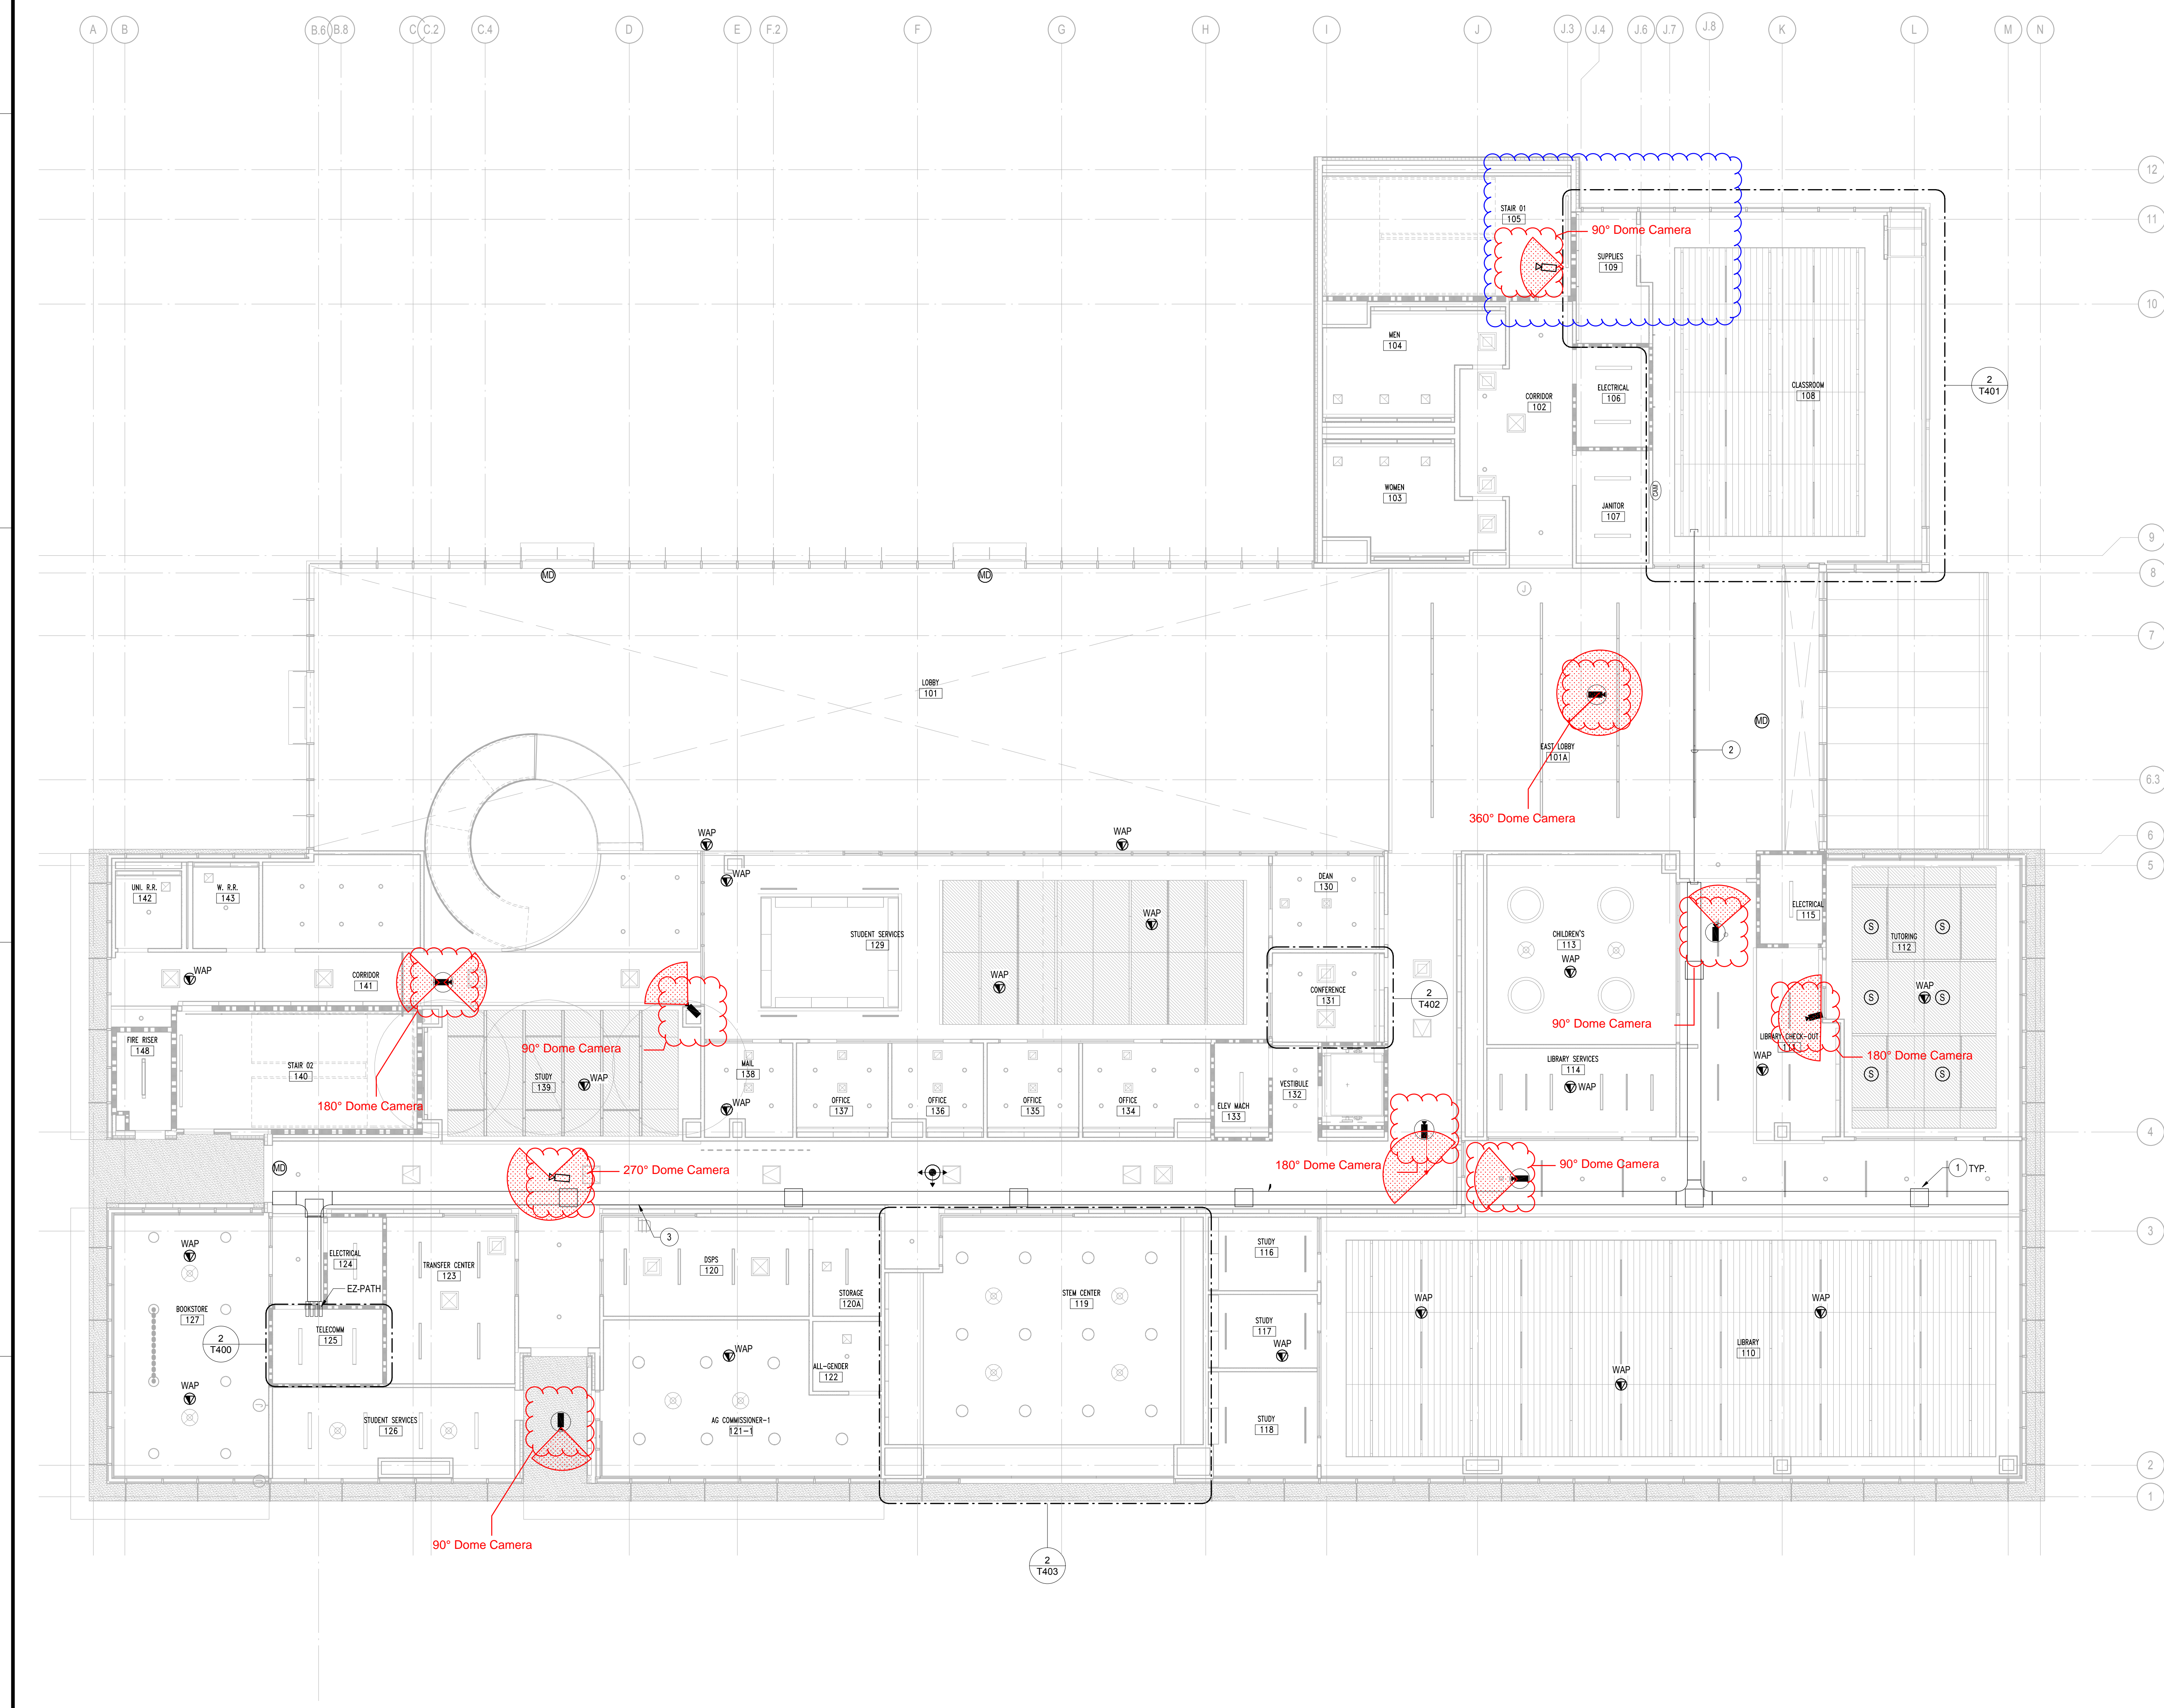 A B B.6 B.8 C C.2 C.4 D E F.2 F G H I J J.3 J.4 J.6 J.7 J.8 K L M N
12
STAIR 01
105
11
90° Dome Camera
SUPPLIES
109
10
MEN
104
ELECTRICAL
106
CLASSROOM
108
2
T401
CORRIDOR
102
WOMEN
103
CAM
JANITOR
107
9
MD
MD
8
J
7
LOBBY
101
MD
EAST LOBBY
101A
2
6.3
360° Dome Camera
WAP
WAP
6
5
UNI. R.R.
142
W. R.R.
143
WAP
DEAN
130
ELECTRICAL
115
WAP
STUDENT SERVICES
129
CHILDREN'S
113
TUTORING
112
S
S
WAP
CORRIDOR
141
WAP
WAP
CONFERENCE
131
2
T402
WAP
S
S
90° Dome Camera
FIRE RISER
148
90° Dome Camera
LIBRARY CHECK-OUT
111
180° Dome Camera
STAIR 02
140
STUDY
139
WAP
MAIL
138
VESTIBULE
132
LIBRARY SERVICES
114
WAP
WAP
S
S
180° Dome Camera
WAP
OFFICE
137
OFFICE
136
OFFICE
135
OFFICE
134
ELEV MACH
133
4
MD
270° Dome Camera
180° Dome Camera
90° Dome Camera
1
TYP.
3
3
WAP
ELECTRICAL
124
TRANSFER CENTER
123
DSPS
120
STUDY
116
EZ-PATH
STORAGE
120A
STEM CENTER
119
BOOKSTORE
127
WAP
WAP
TELECOMM
125
2
T400
STUDY
117
WAP
LIBRARY
110
WAP
ALL-GENDER
122
WAP
WAP
STUDENT SERVICES
126
AG COMMISSIONER-1
121-1
STUDY
118
2
1
90° Dome Camera
2
T403